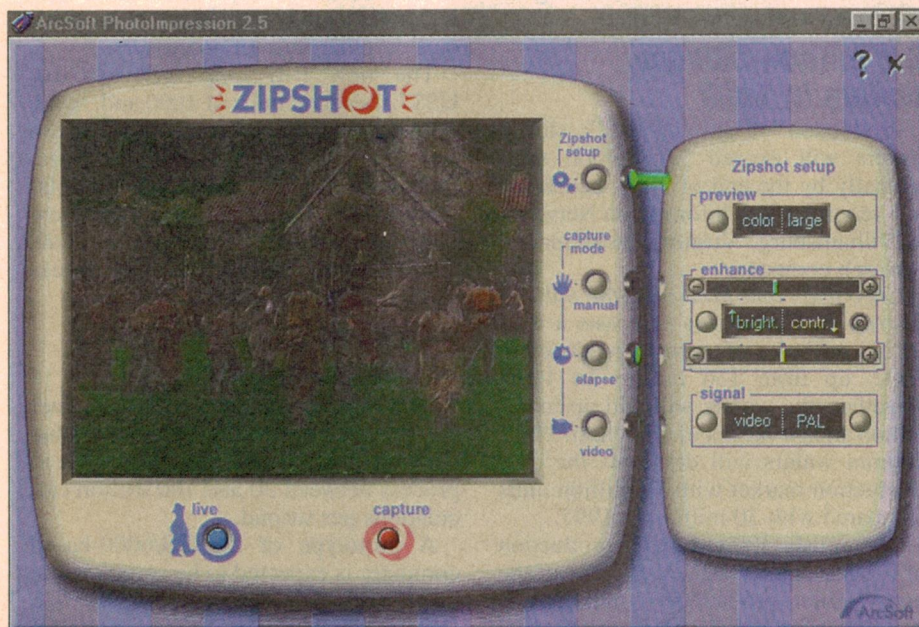 ArcSoft PhotoImpression 2.5
ZIPSHOT
Zipshot
setup
capture
mode
manual
elapse
video
live
capture
Zipshot setup
preview
color large
enhance
bright. contr.
signal
video PAL
ArcSoft